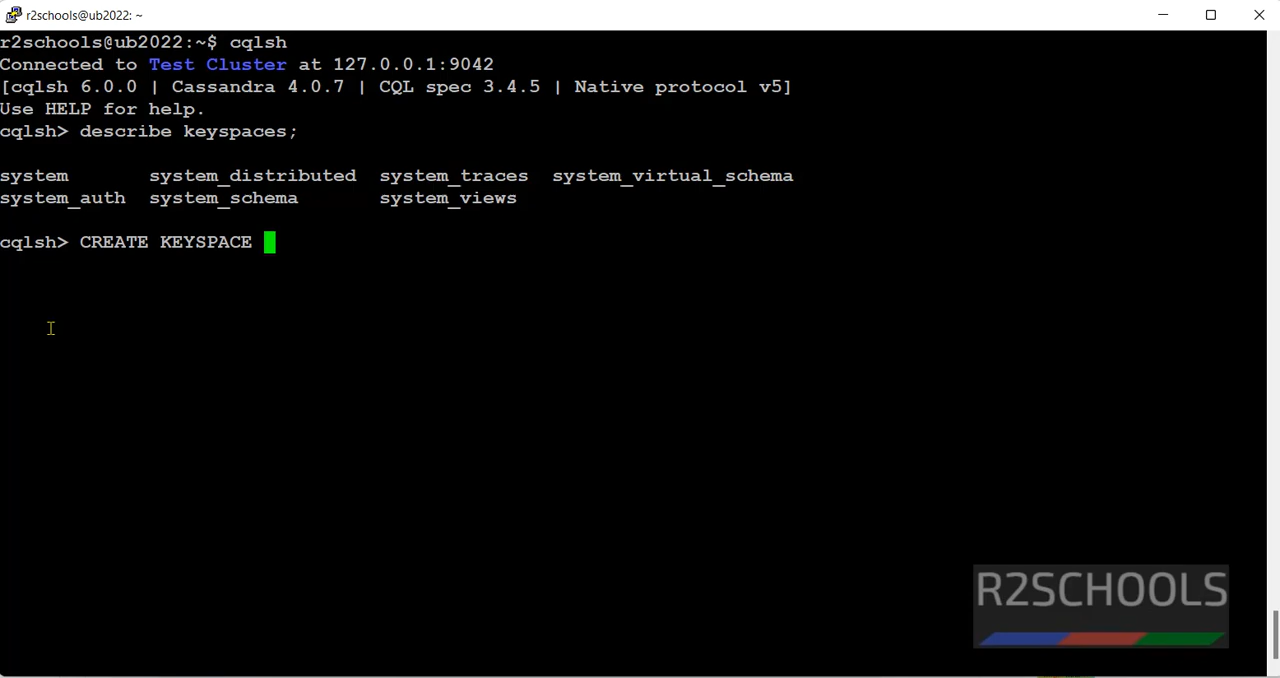 r2schools@ub2022: ~
r2schools@ub2022:~$ cqlsh
Connected to Test Cluster at 127.0.0.1:9042
[cqlsh 6.0.0 | Cassandra 4.0.7 | CQL spec 3.4.5 | Native protocol v5]
Use HELP for help.
cqlsh> describe keyspaces;
system system_distributed system_traces system_virtual_schema
system_auth system_schema system_views
cqlsh> CREATE KEYSPACE
R2SCHOOLS